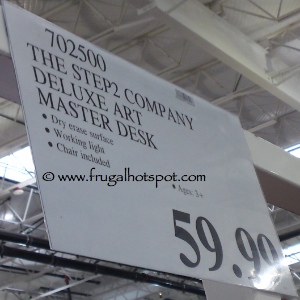 702500
THE STEP2 COMPANY
DELUXE ART
MASTER DESK
• Dry erase surface
• Working light
• Chair included
• Ages: 3+
www.frugalhotspot.com
59.99